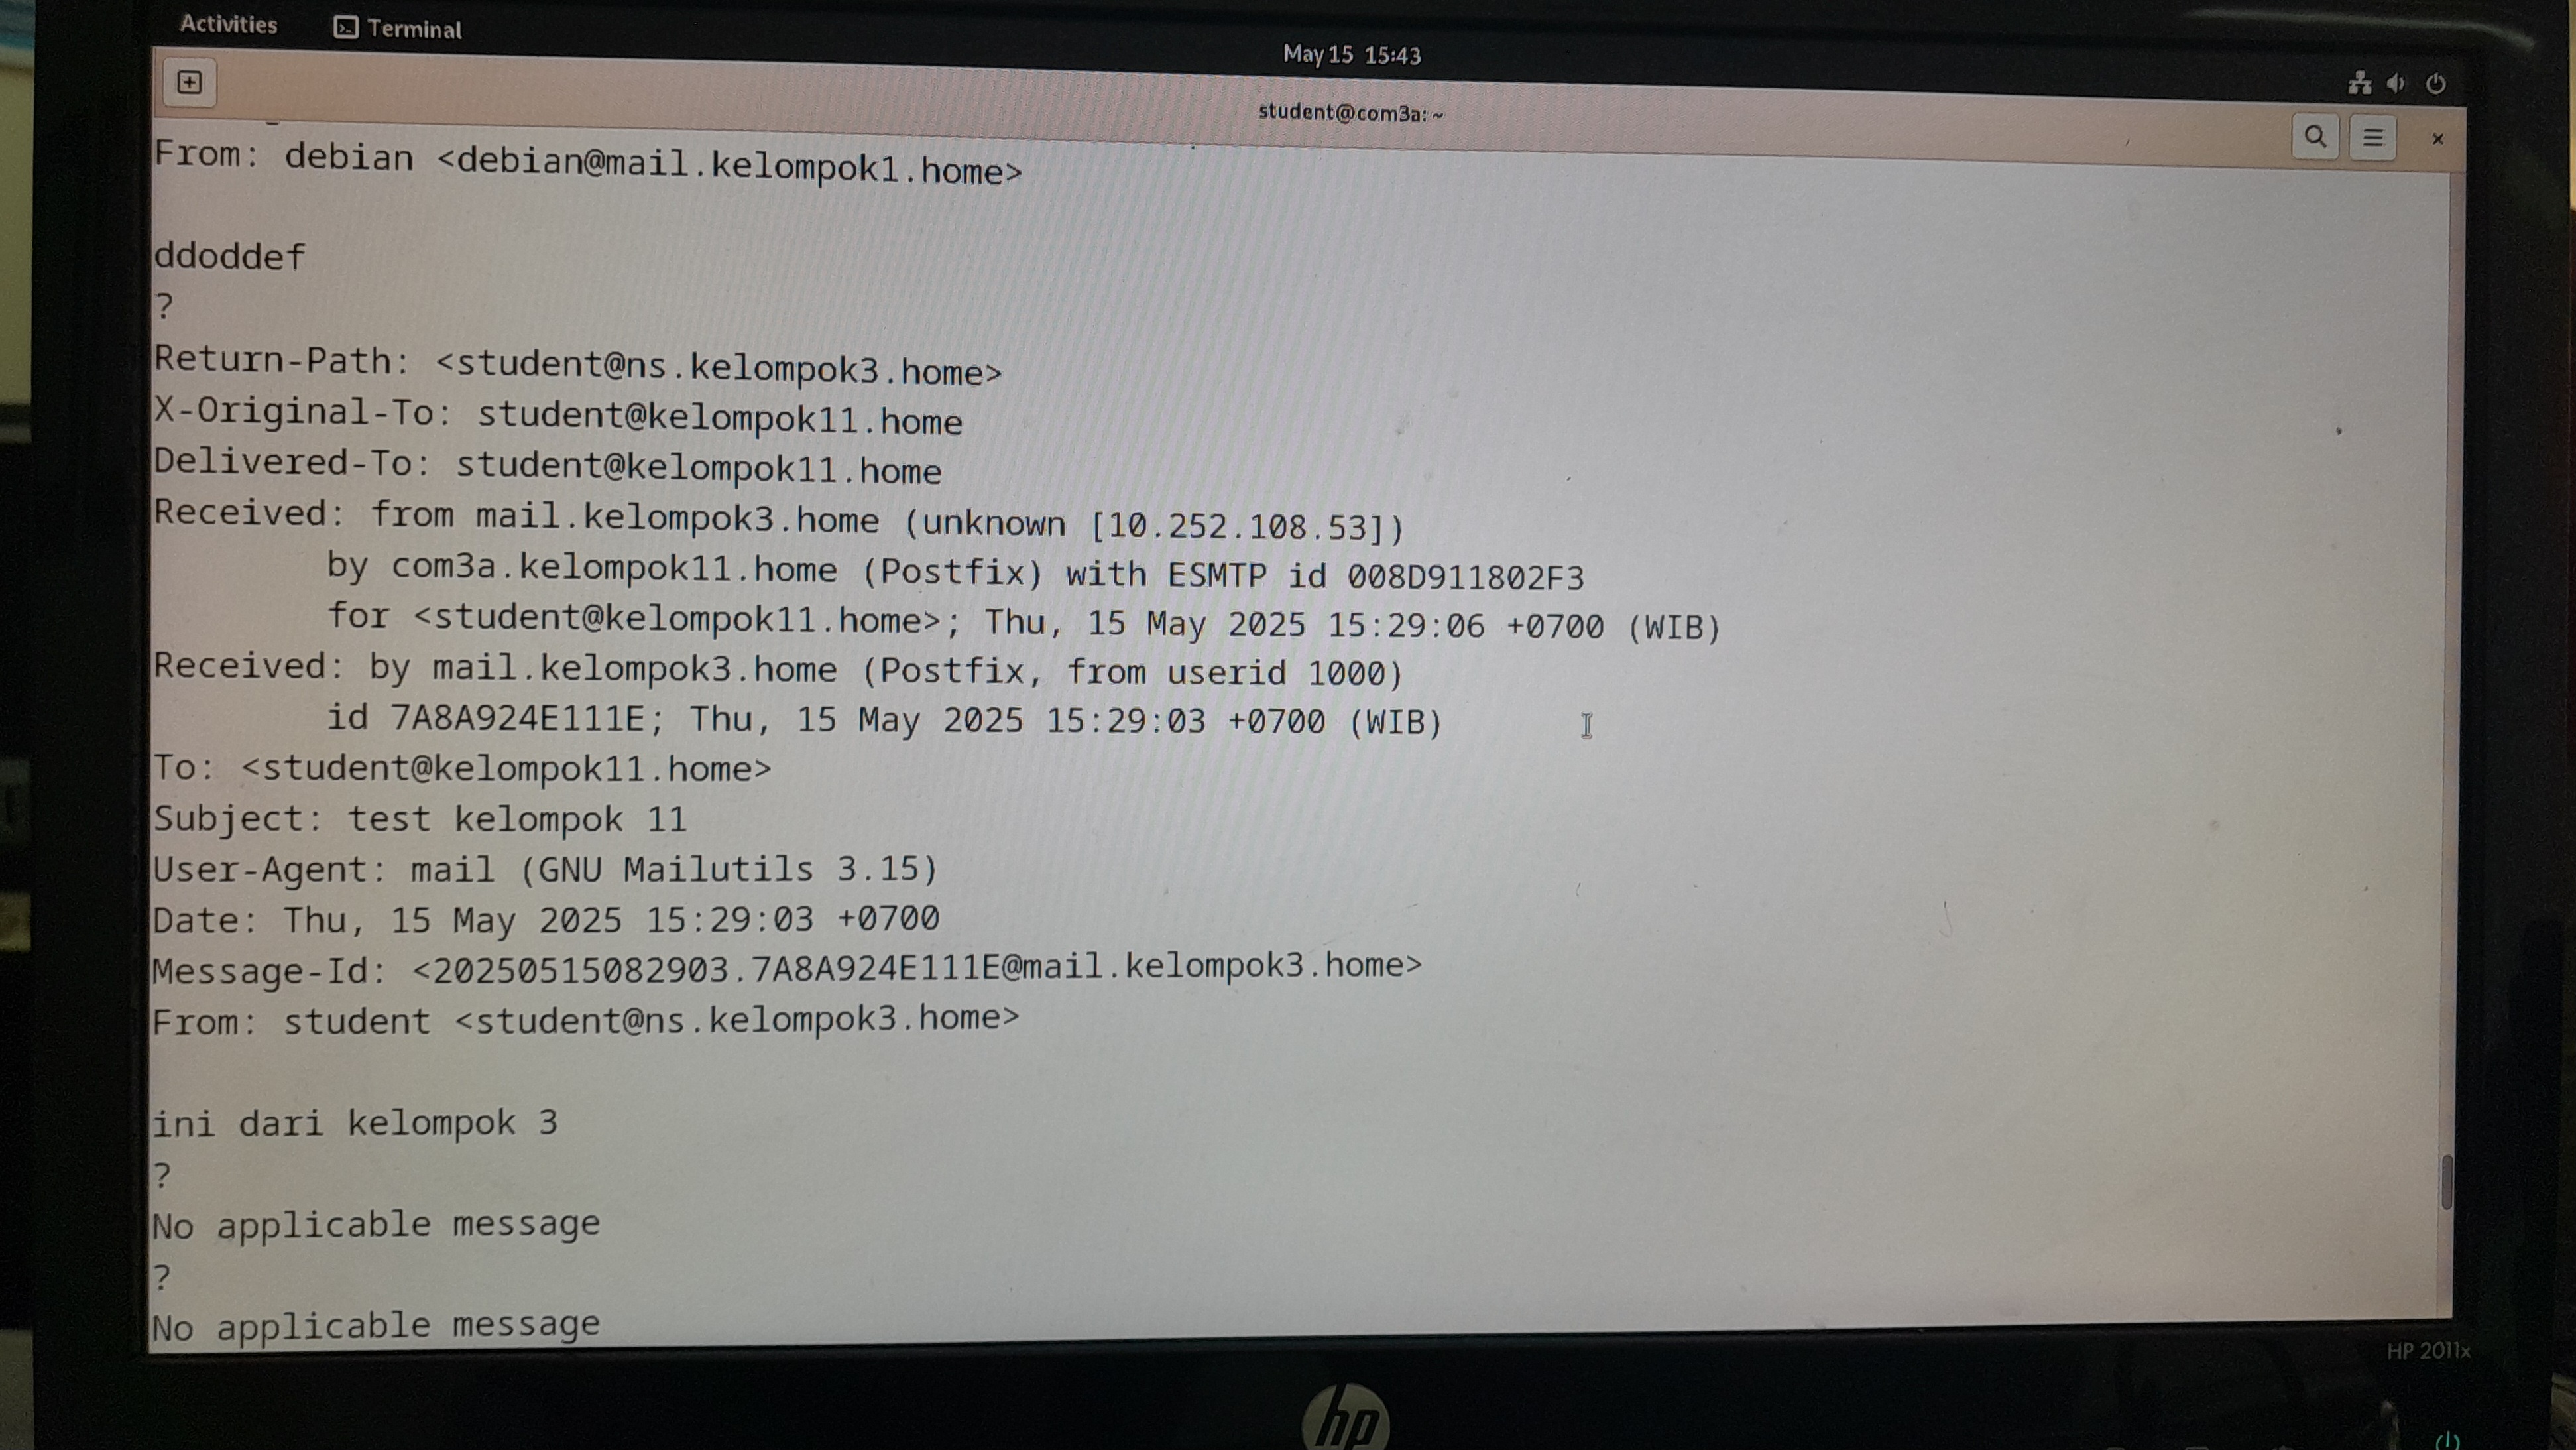 Activities
Terminal
May 15 15:43
student@com3a: ~
From: debian <debian@mail.kelompok1.home>
ddoddef
?
Return-Path: <student@ns.kelompok3.home>
X-Original-To: student@kelompok11.home
Delivered-To: student@kelompok11.home
Received: from mail.kelompok3.home (unknown [10.252.108.53])
by com3a.kelompok11.home (Postfix) with ESMTP id 008D911802F3
for <student@kelompok11.home>; Thu, 15 May 2025 15:29:06 +0700 (WIB)
Received: by mail.kelompok3.home (Postfix, from userid 1000)
id 7A8A924E111E; Thu, 15 May 2025 15:29:03 +0700 (WIB)
To: <student@kelompok11.home>
Subject: test kelompok 11
User-Agent: mail (GNU Mailutils 3.15)
Date: Thu, 15 May 2025 15:29:03 +0700
Message-Id: <20250515082903.7A8A924E111E@mail.kelompok3.home>
From: student <student@ns.kelompok3.home>
ini dari kelompok 3
?
No applicable message
?
No applicable message
HP 2011x
hp